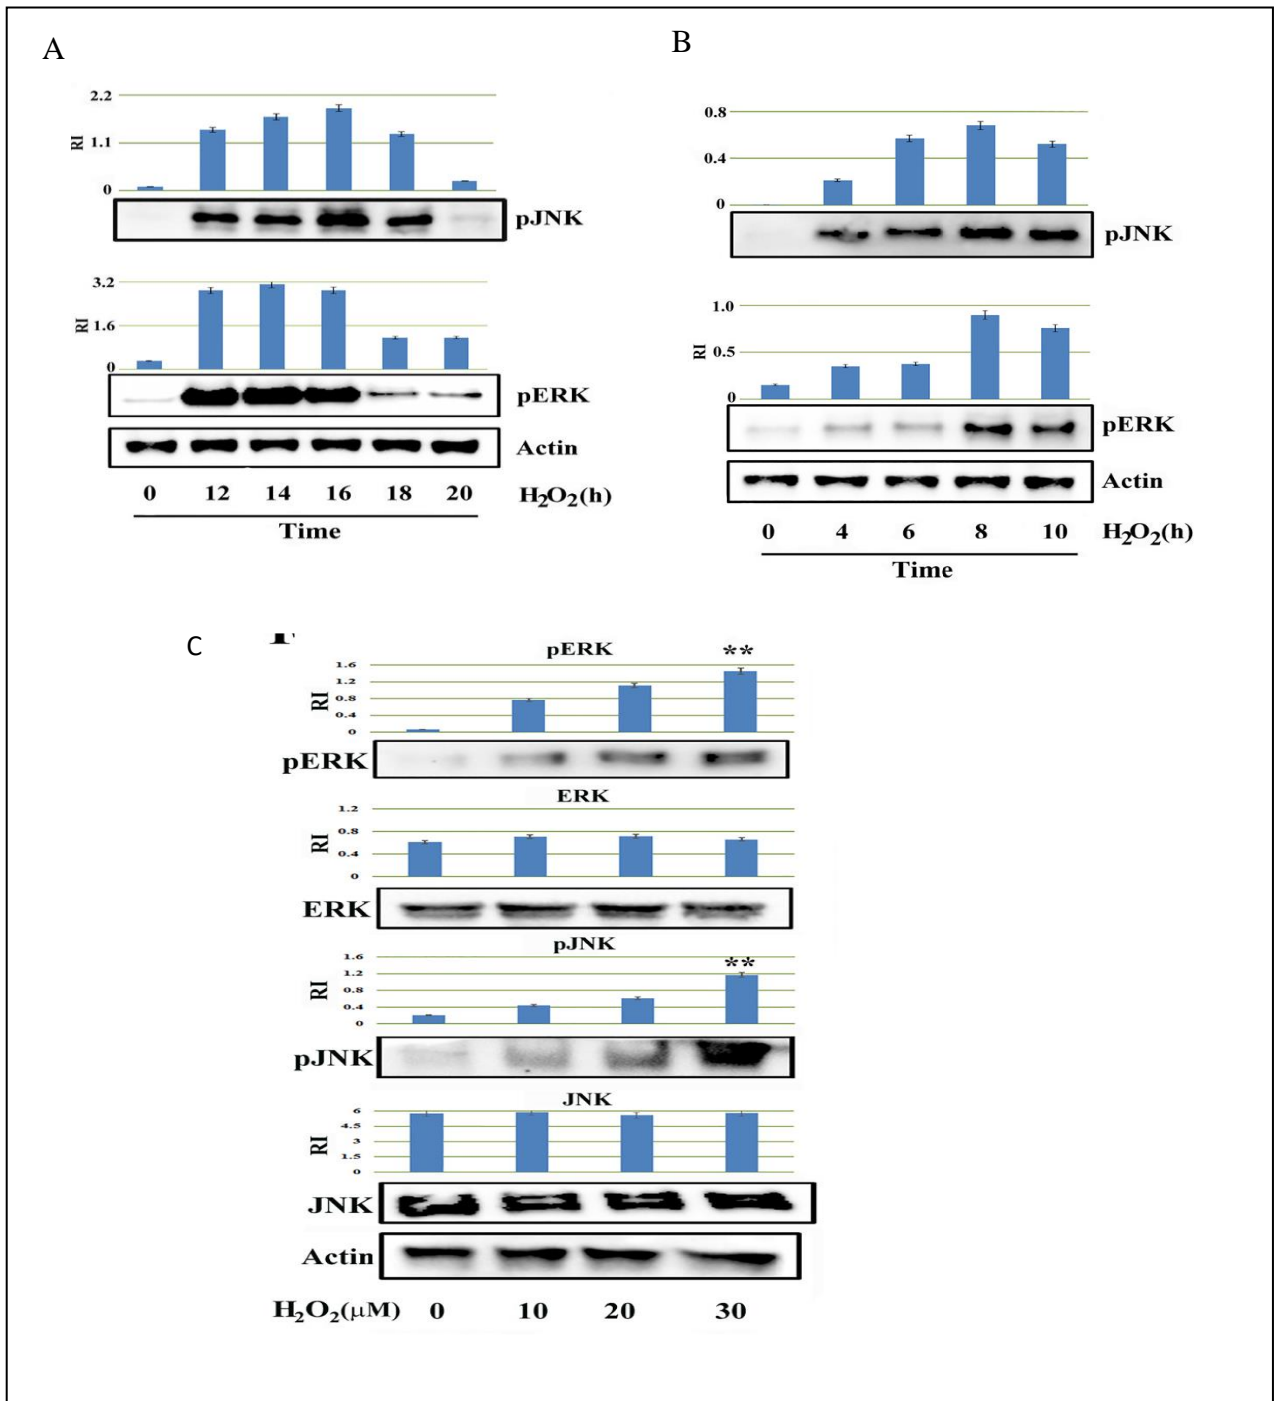 A
2.2
RI
1.1
0
pJNK
3.2
RI
1.6
0
pERK
Actin
0 12 14 16 18 20 H₂O₂(h)
Time
B
0.8
0.4
0
pJNK
1.0
RI
0.5
0
pERK
Actin
0 4 6 8 10 H₂O₂(h)
Time
C
pERK
**
1.6
1.2
RI
0.8
0.4
0
pERK
ERK
1.2
0.8
RI
0.4
0
ERK
pJNK
**
1.6
1.2
RI
0.8
0.4
0
pJNK
JNK
6
4.5
RI
3
1.5
0
JNK
Actin
H₂O₂(μM) 0 10 20 30